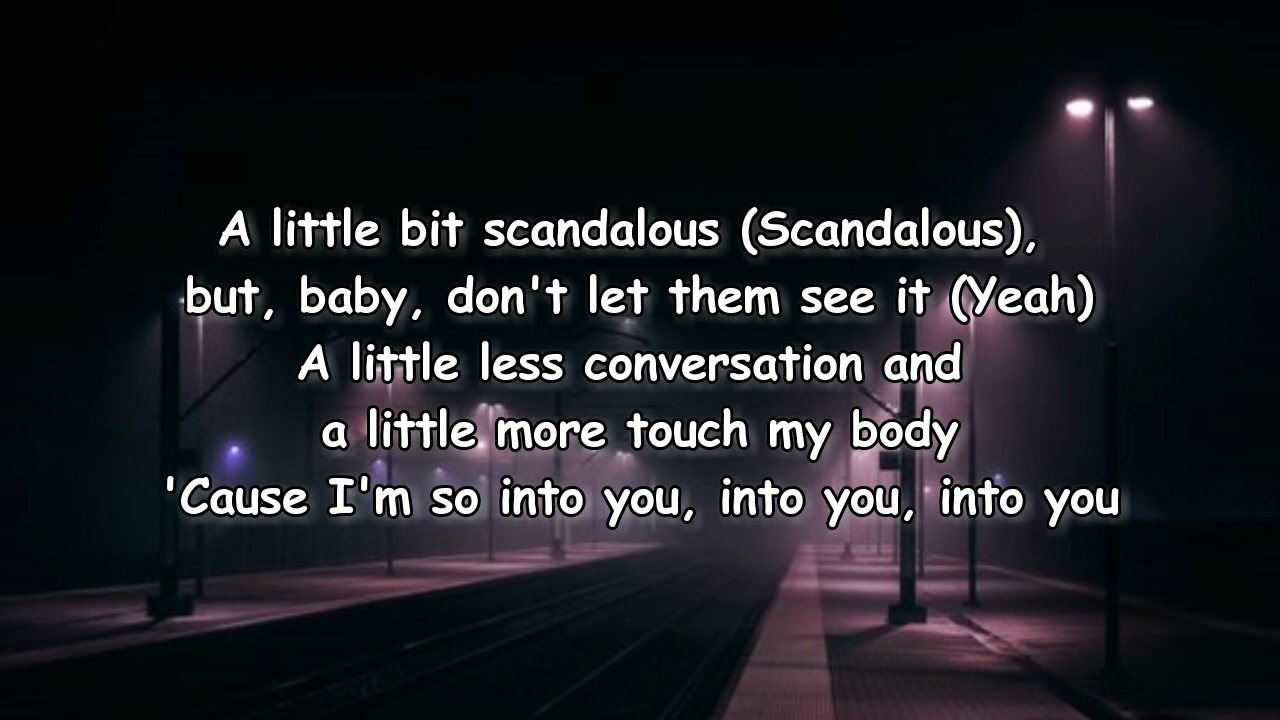 A little bit scandalous (Scandalous),
but, baby, don't let them see it (Yeah)
A little less conversation and
a little more touch my body
'Cause I'm so into you, into you, into you